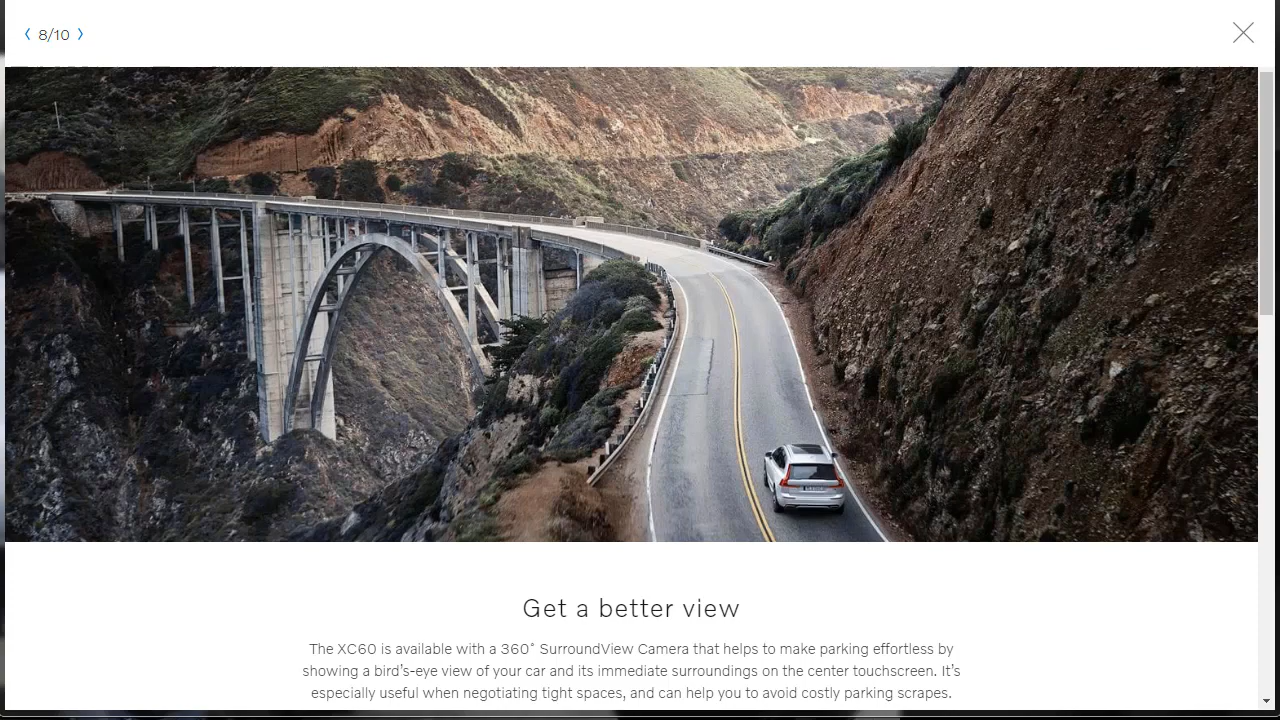 8/10
Get a better view
The XC60 is available with a 360° SurroundView Camera that helps to make parking effortless by
showing a bird's-eye view of your car and its immediate surroundings on the center touchscreen. It's
especially useful when negotiating tight spaces, and can help you to avoid costly parking scrapes.